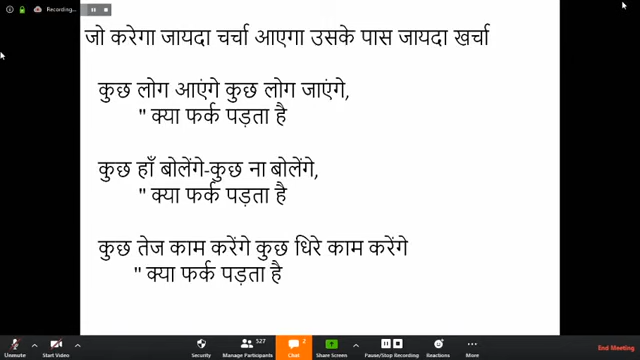 Recording...
जो करेगा जायदा चर्चा आएगा उसके पास जायदा खर्चा
कुछ लोग आएंगे कुछ लोग जाएंगे,
" क्या फर्क पड़ता है
कुछ हाँ बोलेंगे-कुछ ना बोलेंगे,
" क्या फर्क पड़ता है
कुछ तेज काम करेंगे कुछ धिरे काम करेंगे
" क्या फर्क पड़ता है
Unmute
Start Video
Security
527
Manage Participants
2
Chat
Share Screen
Pause/Stop Recording
Reactions
More
End Meeting